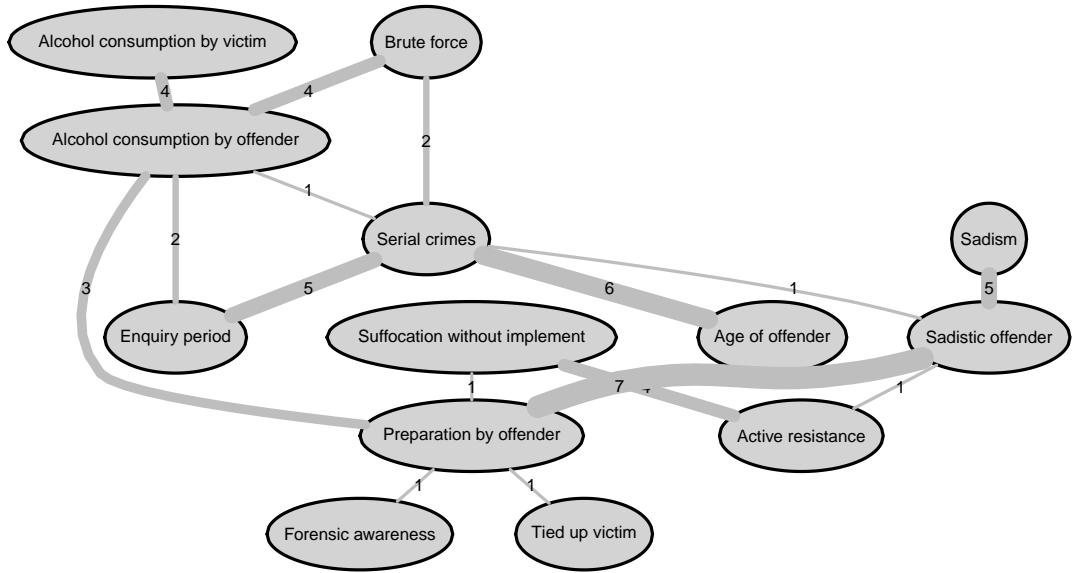 Alcohol consumption by victim
Brute force
4
4
Alcohol consumption by offender
2
1
Serial crimes
Sadism
2
3
5
6
1
5
Enquiry period
Suffocation without implement
Age of offender
Sadistic offender
1
7
1
Preparation by offender
Active resistance
1
1
Forensic awareness
Tied up victim